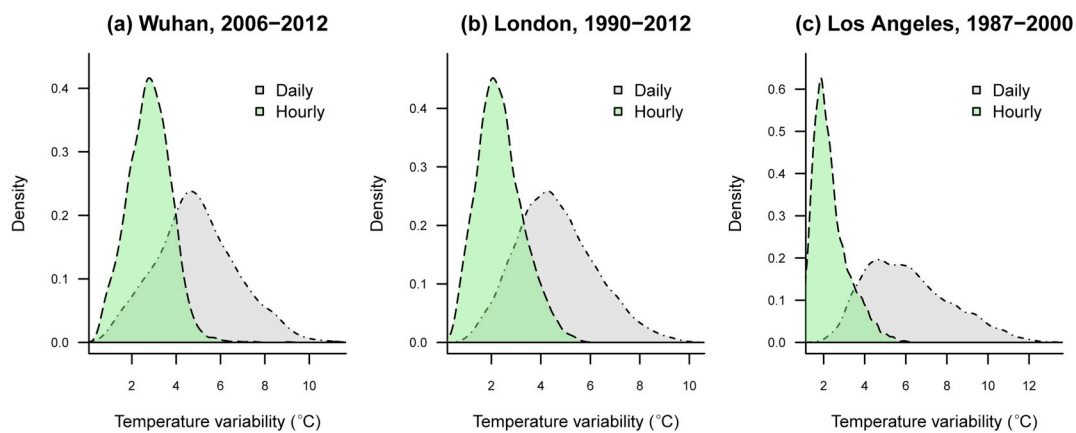 (a) Wuhan, 2006−2012
Density
0.4
0.3
0.2
0.1
0.0
Daily
Hourly
2 4 6 8 10
Temperature variability (°C)
(b) London, 1990−2012
Density
0.4
0.3
0.2
0.1
0.0
Daily
Hourly
2 4 6 8 10
Temperature variability (°C)
(c) Los Angeles, 1987−2000
Density
0.6
0.5
0.4
0.3
0.2
0.1
0.0
Daily
Hourly
2 4 6 8 10 12
Temperature variability (°C)